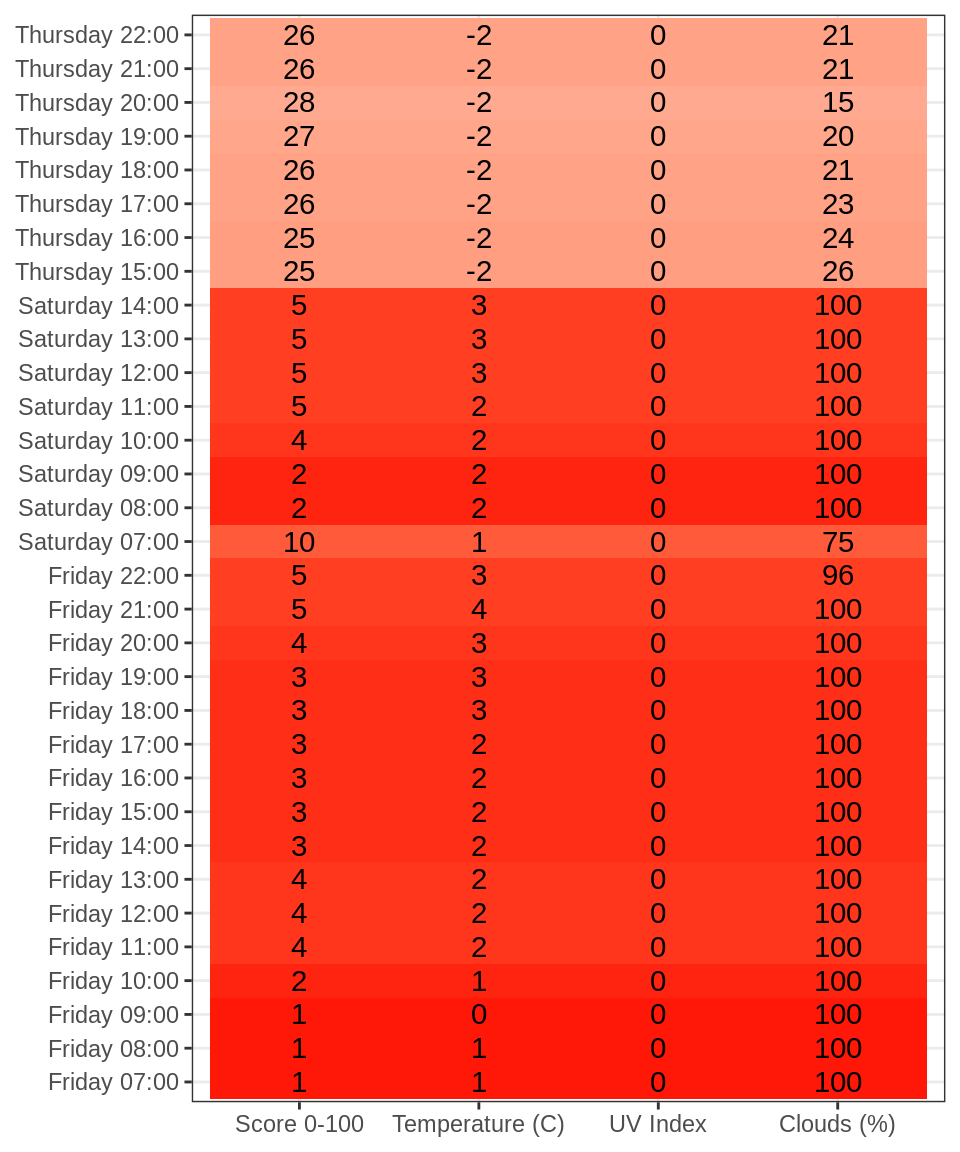 Thursday 22:00 26 -2 0 21
Thursday 21:00 26 -2 0 21
Thursday 20:00 28 -2 0 15
Thursday 19:00 27 -2 0 20
Thursday 18:00 26 -2 0 21
Thursday 17:00 26 -2 0 23
Thursday 16:00 25 -2 0 24
Thursday 15:00 25 -2 0 26
Saturday 14:00 5 3 0 100
Saturday 13:00 5 3 0 100
Saturday 12:00 5 3 0 100
Saturday 11:00 5 2 0 100
Saturday 10:00 4 2 0 100
Saturday 09:00 2 2 0 100
Saturday 08:00 2 2 0 100
Saturday 07:00 10 1 0 75
Friday 22:00 5 3 0 96
Friday 21:00 5 4 0 100
Friday 20:00 4 3 0 100
Friday 19:00 3 3 0 100
Friday 18:00 3 3 0 100
Friday 17:00 3 2 0 100
Friday 16:00 3 2 0 100
Friday 15:00 3 2 0 100
Friday 14:00 3 2 0 100
Friday 13:00 4 2 0 100
Friday 12:00 4 2 0 100
Friday 11:00 4 2 0 100
Friday 10:00 2 1 0 100
Friday 09:00 1 0 0 100
Friday 08:00 1 1 0 100
Friday 07:00 1 1 0 100
Score 0-100 Temperature (C) UV Index Clouds (%)